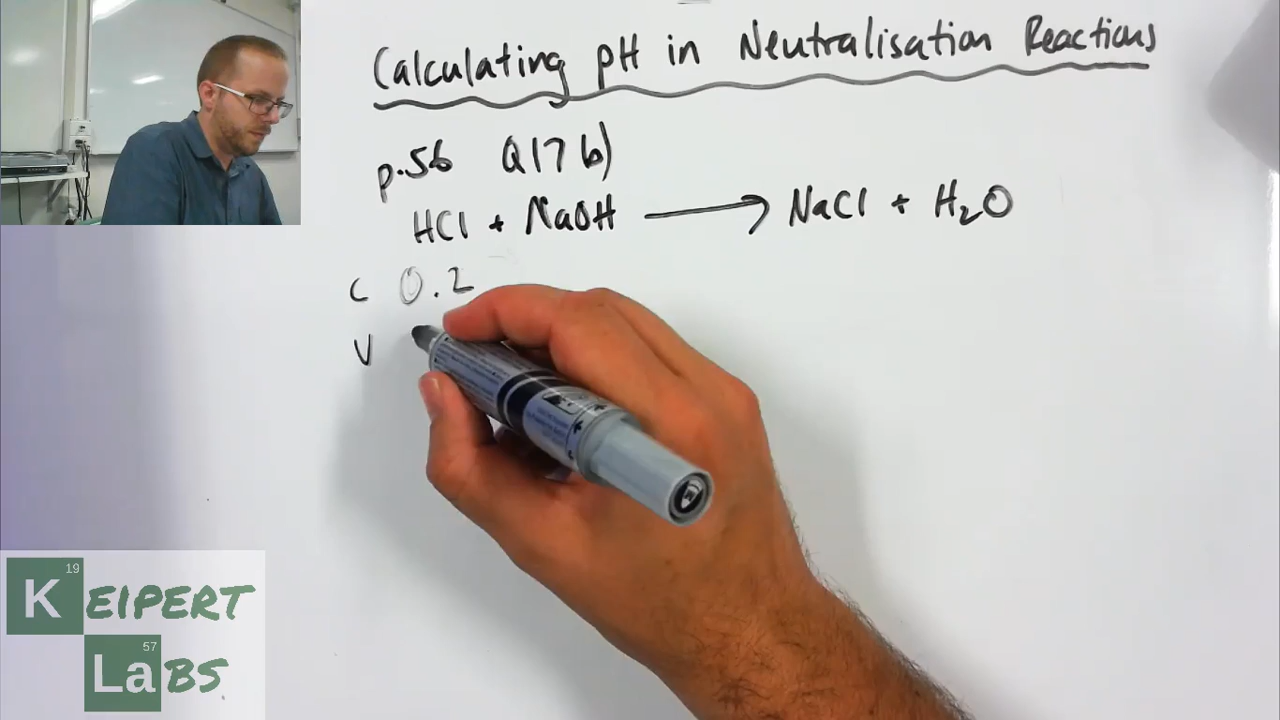 Calculating pH in Neutralisation Reactions
p.56 Q17 b)
HCl + NaOH → NaCl + H₂O
C 0.2
V
19
KEIPERT
57
LaBS